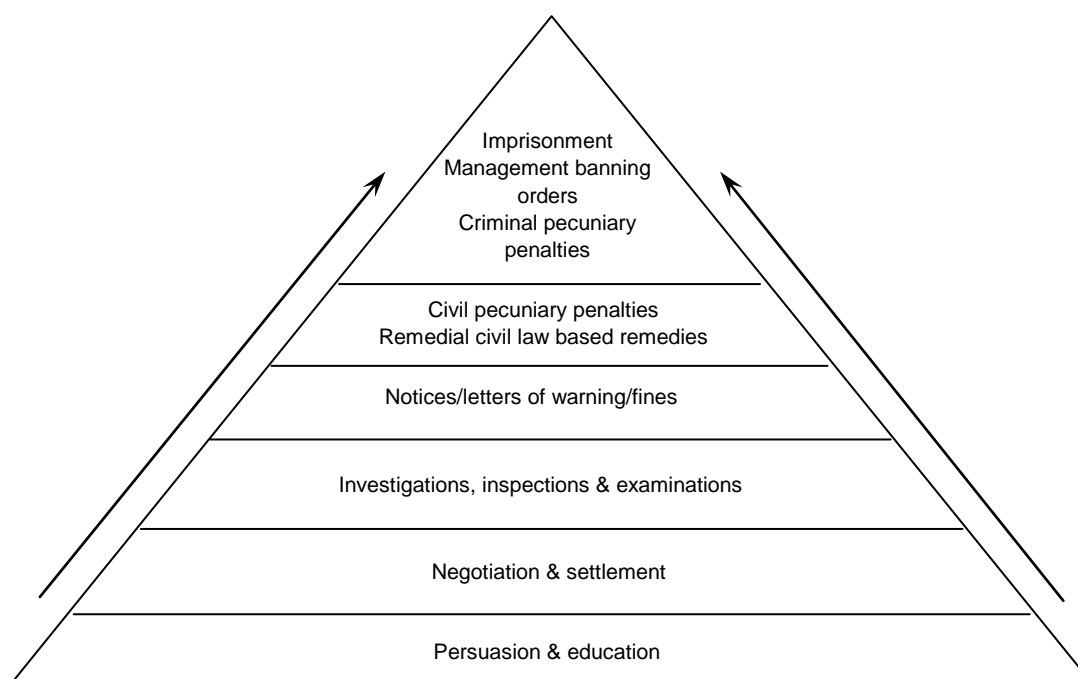 Imprisonment
Management banning
orders
Criminal pecuniary
penalties
Civil pecuniary penalties
Remedial civil law based remedies
Notices/letters of warning/fines
Investigations, inspections & examinations
Negotiation & settlement
Persuasion & education